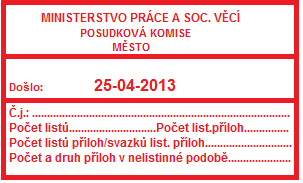 MINISTERSTVO PRÁCE A SOC. VĚCÍ
POSUDKOVÁ KOMISE
MĚSTO
Došlo: 25-04-2013
Č.j.: ......................................................................................
Počet listů.............................Počet list.příloh...............
Počet listů příloh/svazků list. příloh.............................
Počet a druh příloh v nelistinné podobě.....................